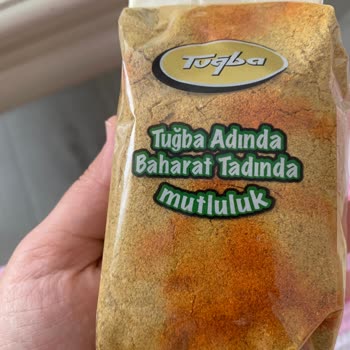 Tuğba
Tuğba Adında
Baharat Tadında
mutluluk